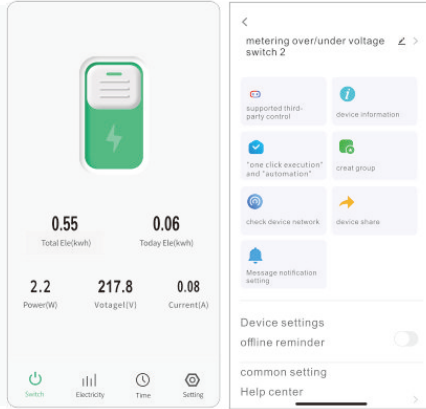 0.55 0.06
Total Ele(kwh) Today Ele(kwh)
2.2 217.8 0.08
Power(W) Votagel(V) Current(A)
Switch Electricity Time Setting
metering over/under voltage
switch 2
supported third-
party control
device information
"one click execution"
and "automation"
creat group
check device network
device share
Message notification
setting
Device settings
offline reminder
common setting
Help center